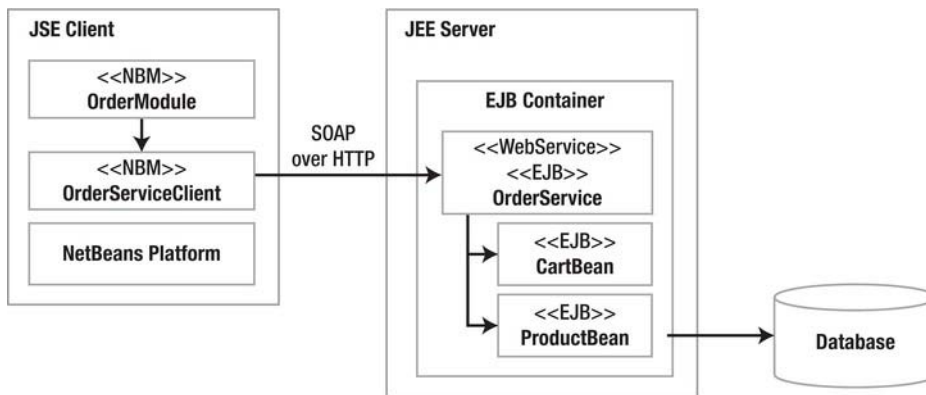 JSE Client
<<NBM>>
OrderModule
<<NBM>>
OrderServiceClient
NetBeans Platform
SOAP
over HTTP
JEE Server
EJB Container
<<WebService>>
<<EJB>>
OrderService
<<EJB>>
CartBean
<<EJB>>
ProductBean
Database